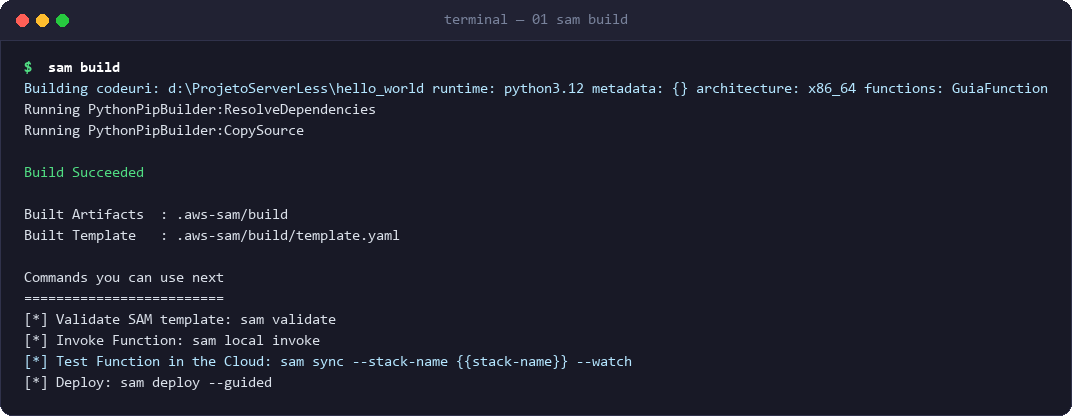 terminal — 01 sam build
$  sam build
Building codeuri: d:\ProjetoServerLess\hello_world runtime: python3.12 metadata: {} architecture: x86_64 functions: GuiaFunction
Running PythonPipBuilder:ResolveDependencies
Running PythonPipBuilder:CopySource
Build Succeeded
Built Artifacts  : .aws-sam/build
Built Template   : .aws-sam/build/template.yaml
Commands you can use next
=========================
[*] Validate SAM template: sam validate
[*] Invoke Function: sam local invoke
[*] Test Function in the Cloud: sam sync --stack-name {{stack-name}} --watch
[*] Deploy: sam deploy --guided